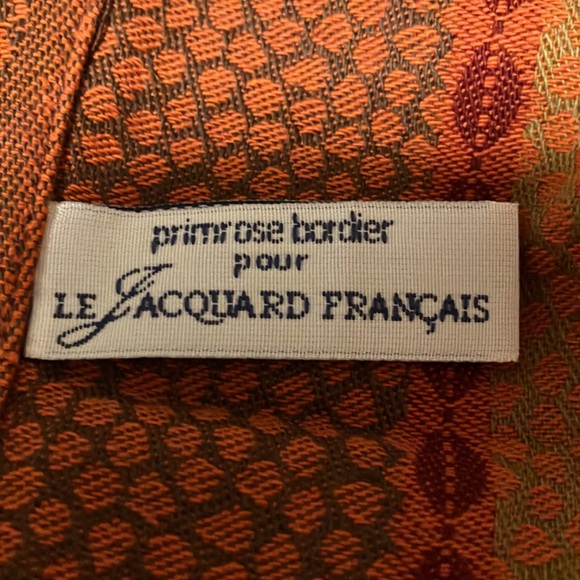 primrose bordier
pour
LE JACQUARD FRANÇAIS